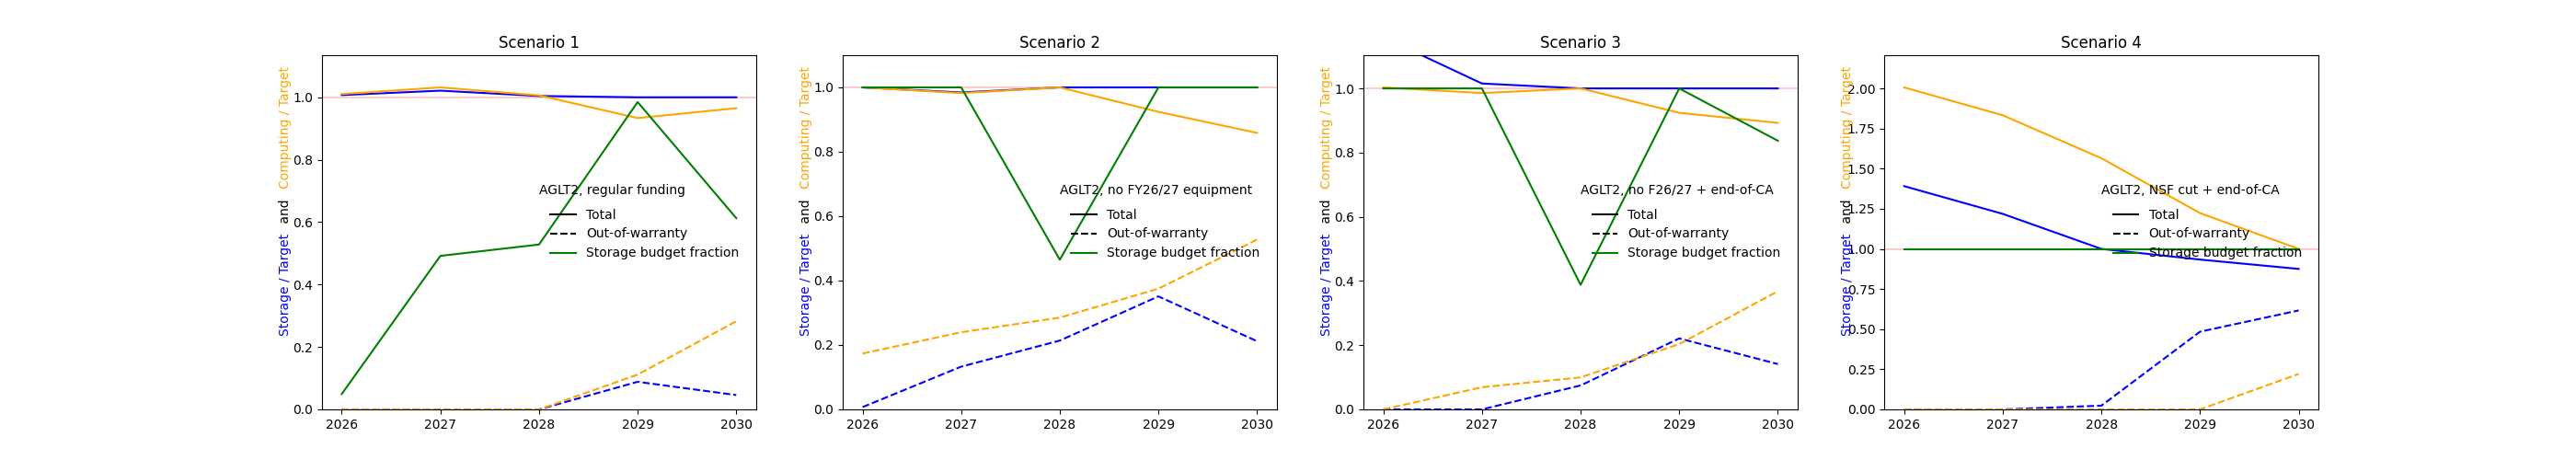 Scenario 1
Storage / Target and Computing / Target
1.0
0.8
0.6
0.4
0.2
0.0
AGLT2, regular funding
Total
Out-of-warranty
Storage budget fraction
2026 2027 2028 2029 2030
Scenario 2
Storage / Target and Computing / Target
1.0
0.8
0.6
0.4
0.2
0.0
AGLT2, no FY26/27 equipment
Total
Out-of-warranty
Storage budget fraction
2026 2027 2028 2029 2030
Scenario 3
Storage / Target and Computing / Target
1.0
0.8
0.6
0.4
0.2
0.0
AGLT2, no F26/27 + end-of-CA
Total
Out-of-warranty
Storage budget fraction
2026 2027 2028 2029 2030
Scenario 4
Storage / Target and Computing / Target
2.00
1.75
1.50
1.25
1.00
0.75
0.50
0.25
0.00
AGLT2, NSF cut + end-of-CA
Total
Out-of-warranty
Storage budget fraction
2026 2027 2028 2029 2030